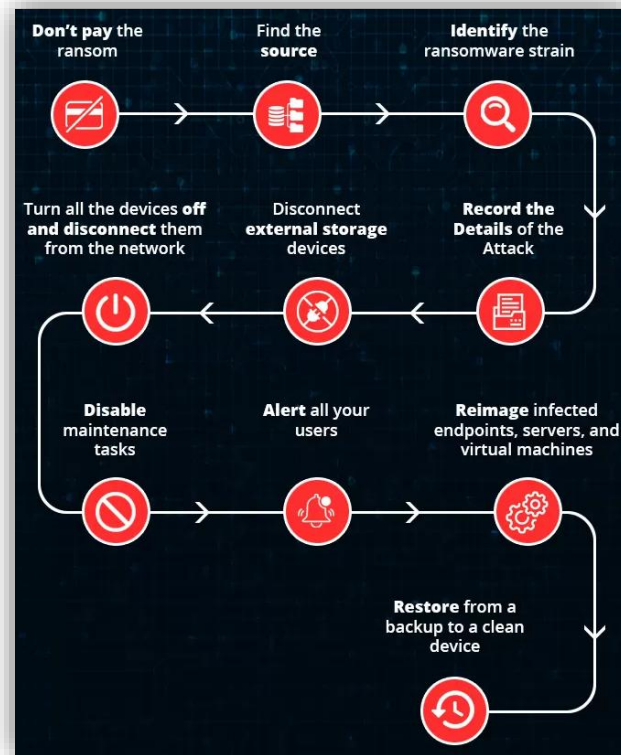 Don't pay the
ransom
Find the
source
Identify the
ransomware strain
Record the
Details of the
Attack
Disconnect
external storage
devices
Turn all the devices off
and disconnect them
from the network
Disable
maintenance
tasks
Alert all your
users
Reimage infected
endpoints, servers, and
virtual machines
Restore from a
backup to a clean
device